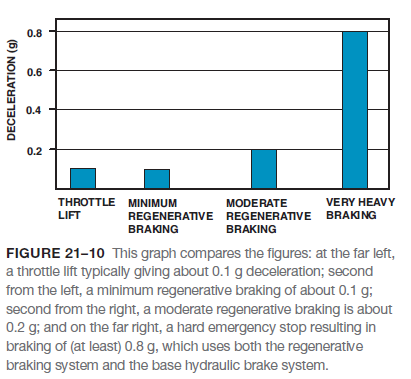 DECELERATION (g)
0.8
0.6
0.4
0.2
THROTTLE LIFT
MINIMUM REGENERATIVE BRAKING
MODERATE REGENERATIVE BRAKING
VERY HEAVY BRAKING
FIGURE 21–10 This graph compares the figures: at the far left,
a throttle lift typically giving about 0.1 g deceleration; second
from the left, a minimum regenerative braking of about 0.1 g;
second from the right, a moderate regenerative braking is about
0.2 g; and on the far right, a hard emergency stop resulting in
braking of (at least) 0.8 g, which uses both the regenerative
braking system and the base hydraulic brake system.